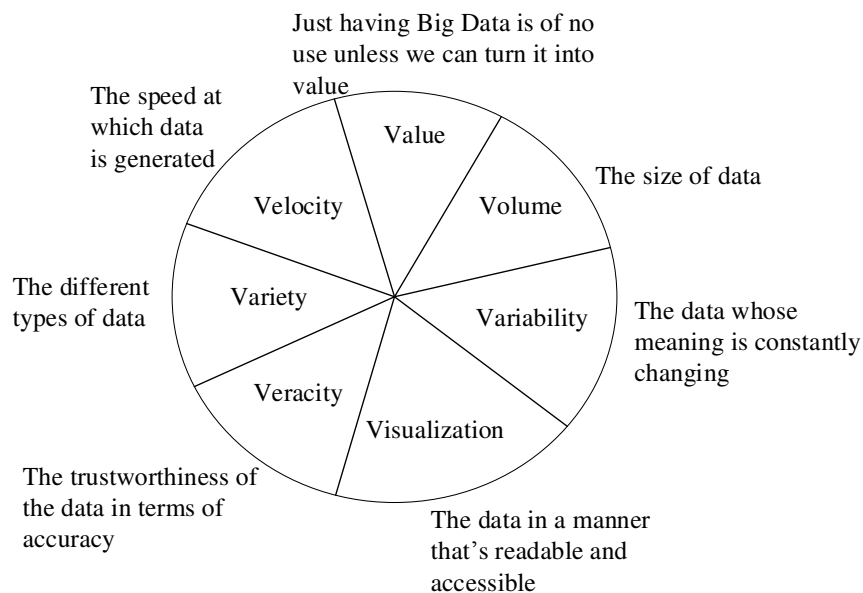 Just having Big Data is of no
use unless we can turn it into
value
Value
The size of data
Volume
The data whose
meaning is constantly
changing
Variability
The data in a manner
that's readable and
accessible
Visualization
The trustworthiness of
the data in terms of
accuracy
Veracity
The different
types of data
Variety
The speed at
which data
is generated
Velocity